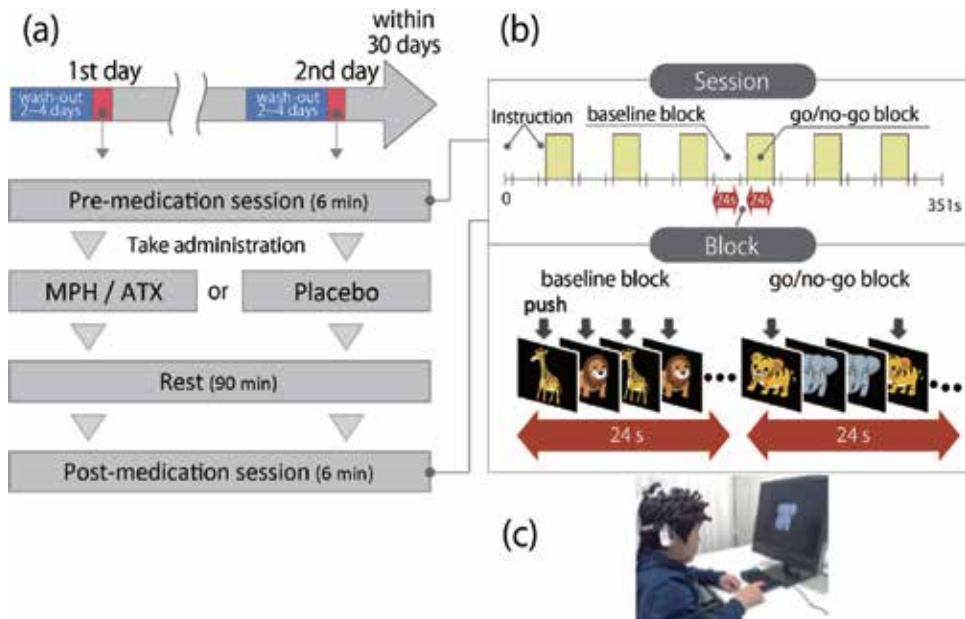 (a)
within
30 days
1st day
2nd day
wash-out
2–4 days
wash-out
2–4 days
Pre-medication session (6 min)
Take administration
MPH / ATX
or
Placebo
Rest (90 min)
Post-medication session (6 min)
(b)
Session
Instruction
baseline block
go/no-go block
0
24s
24s
351s
Block
baseline block
go/no-go block
push
24 s
24 s
(c)